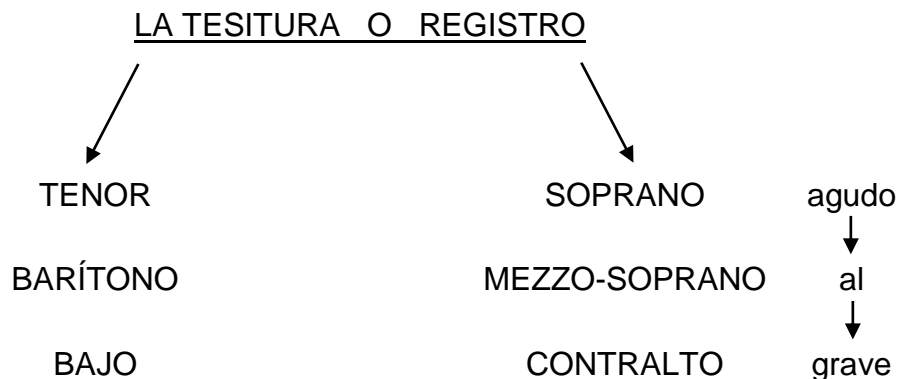 LA TESITURA O REGISTRO
TENOR SOPRANO agudo
BARÍTONO MEZZO-SOPRANO al
BAJO CONTRALTO grave